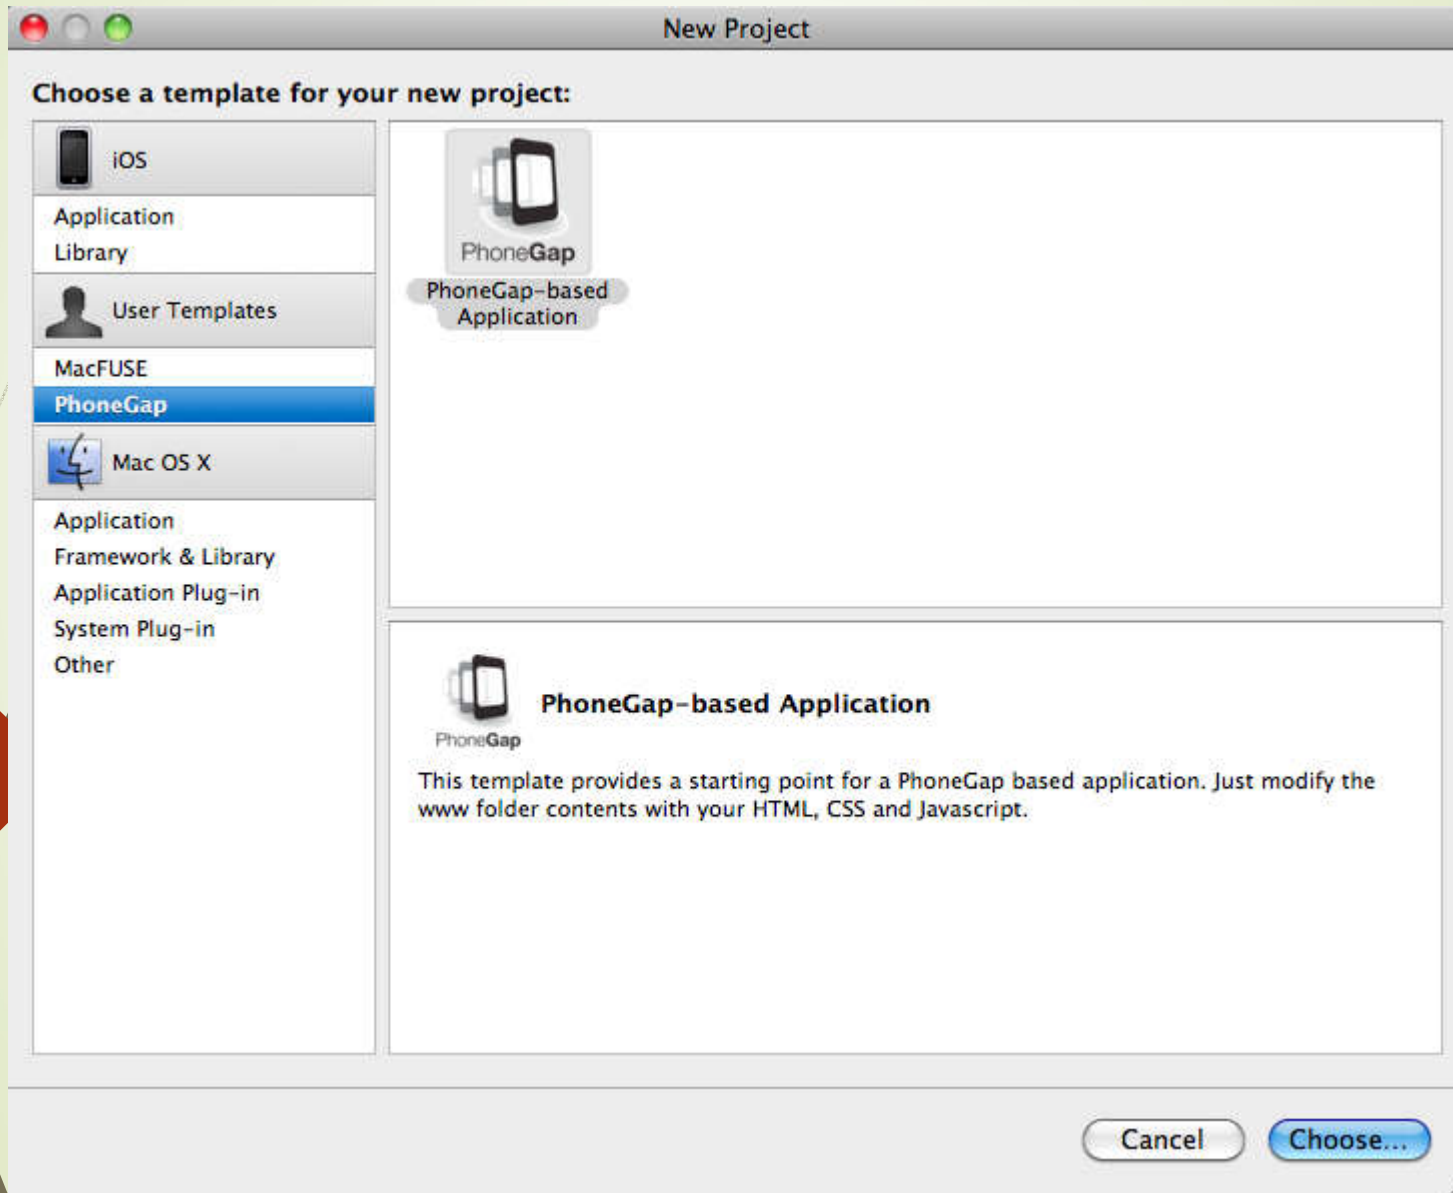 New Project
Choose a template for your new project:
iOS
Application
Library
User Templates
MacFUSE
PhoneGap
Mac OS X
Application
Framework & Library
Application Plug-in
System Plug-in
Other
PhoneGap
PhoneGap-based
Application
PhoneGap
PhoneGap-based Application
This template provides a starting point for a PhoneGap based application. Just modify the
www folder contents with your HTML, CSS and Javascript.
Cancel
Choose...